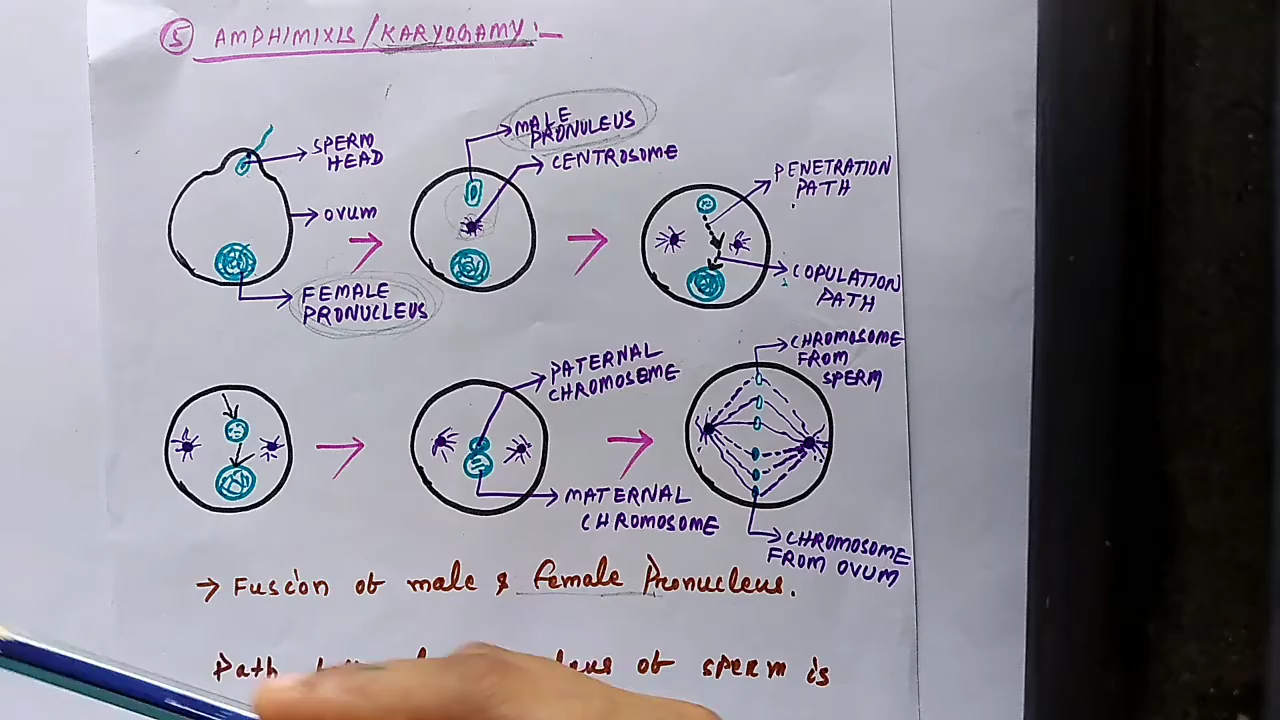 ⑤ AMPHIMIXIS/KARYOGAMY:-
SPERM
HEAD
OVUM
FEMALE
PRONUCLEUS
MALE
PRONULEUS
CENTROSOME
PENETRATION
PATH
COPULATION
PATH
PATERNAL
CHROMOSEME
MATERNAL
CHROMOSOME
CHROMOSOME
FROM
SPERM
CHROMOSOME
FROM OVUM
→ Fusion of male & female Pronucleus.
Path of sperm is